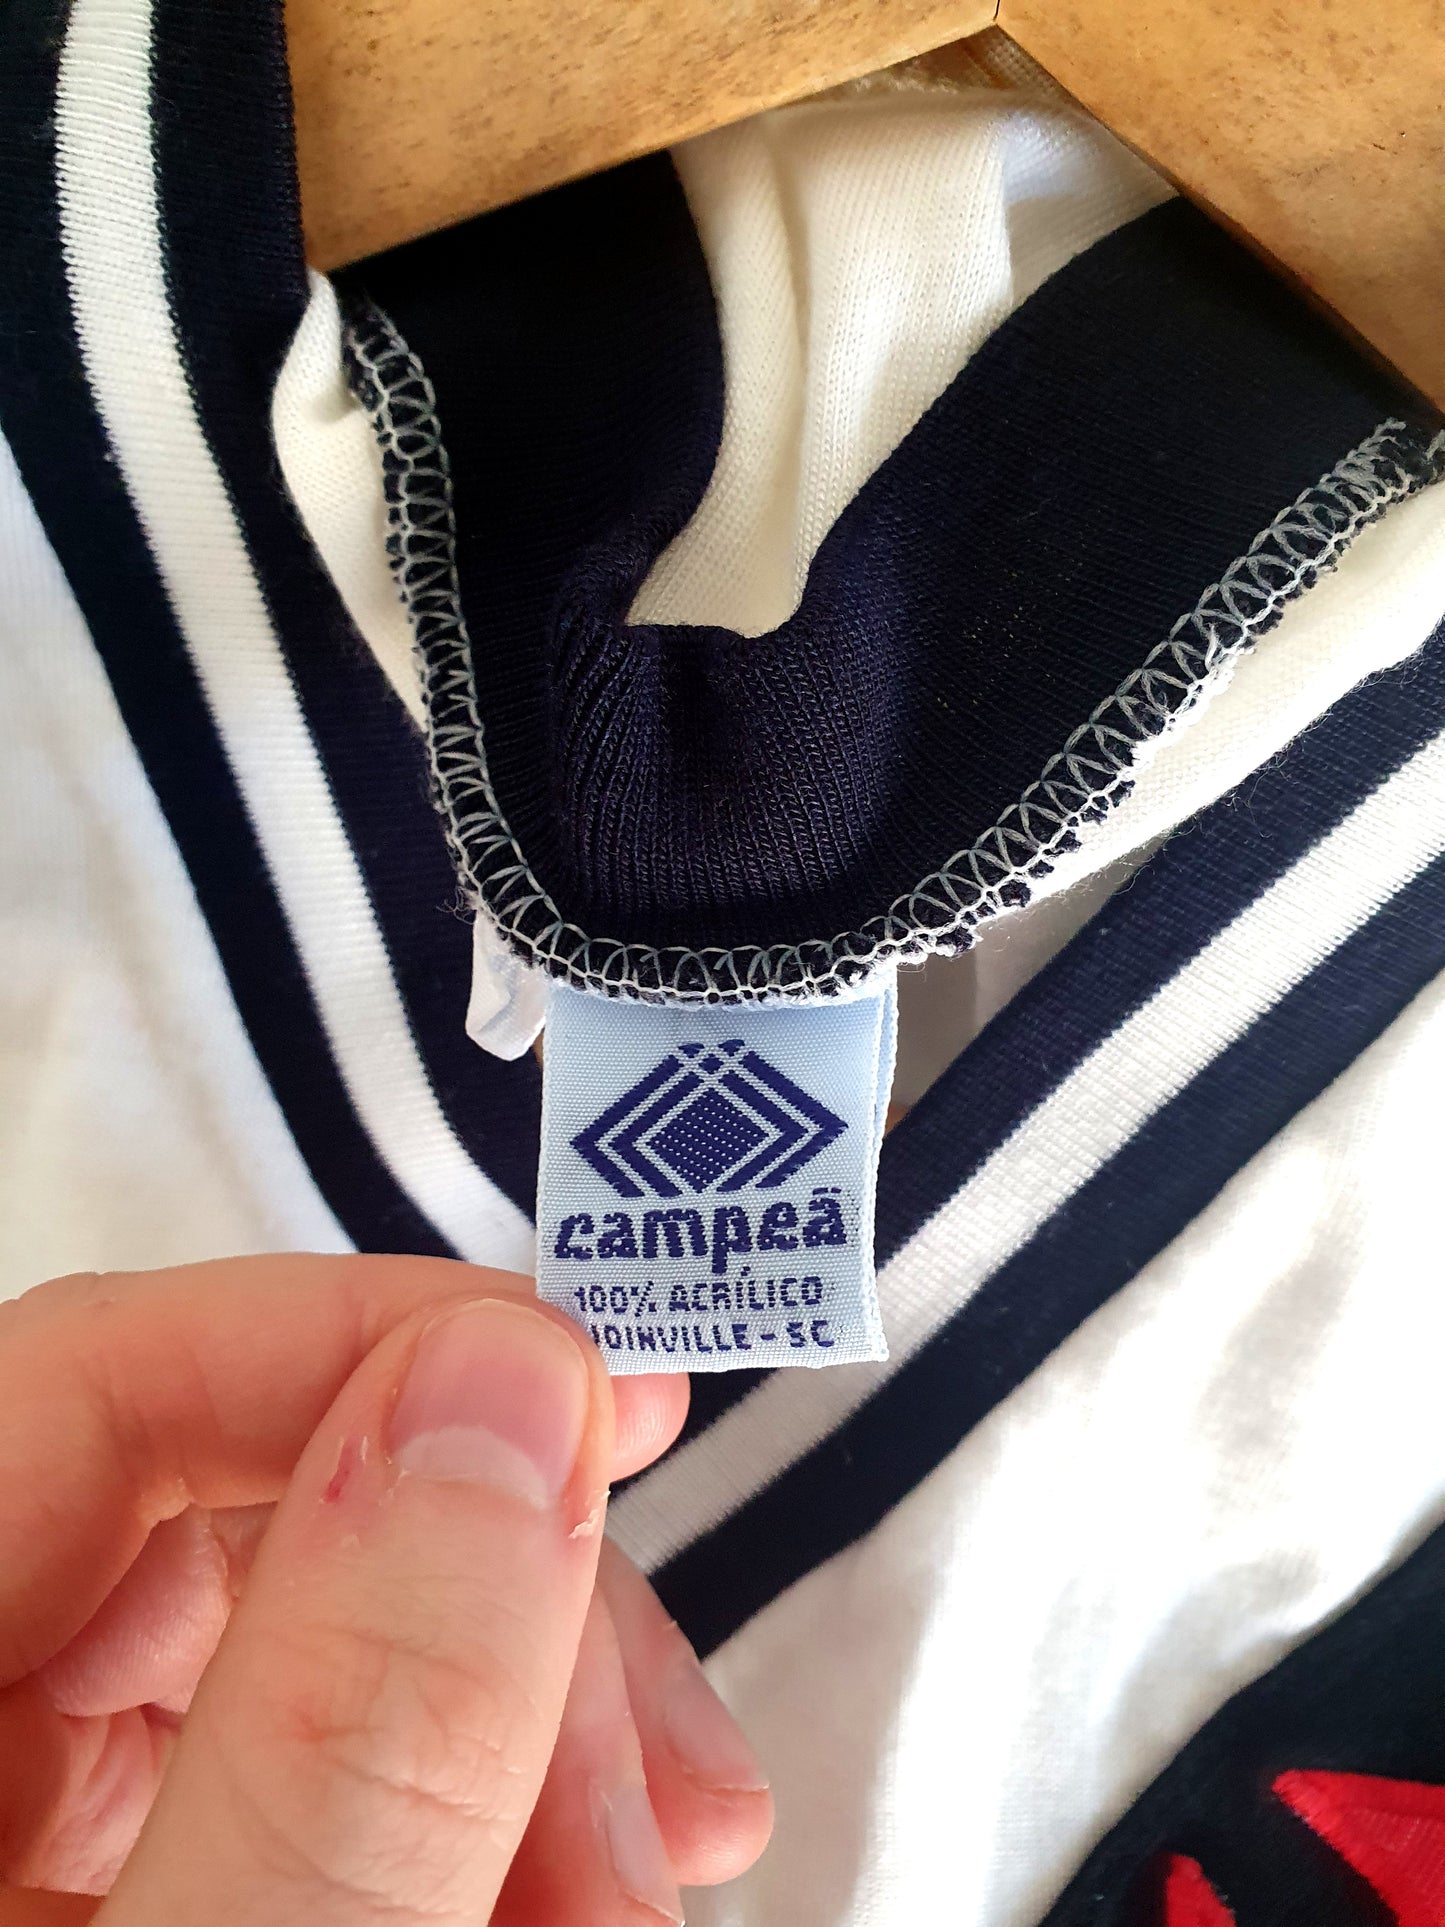 campeã
100% ACRÍLICO
JOINVILLE - SC